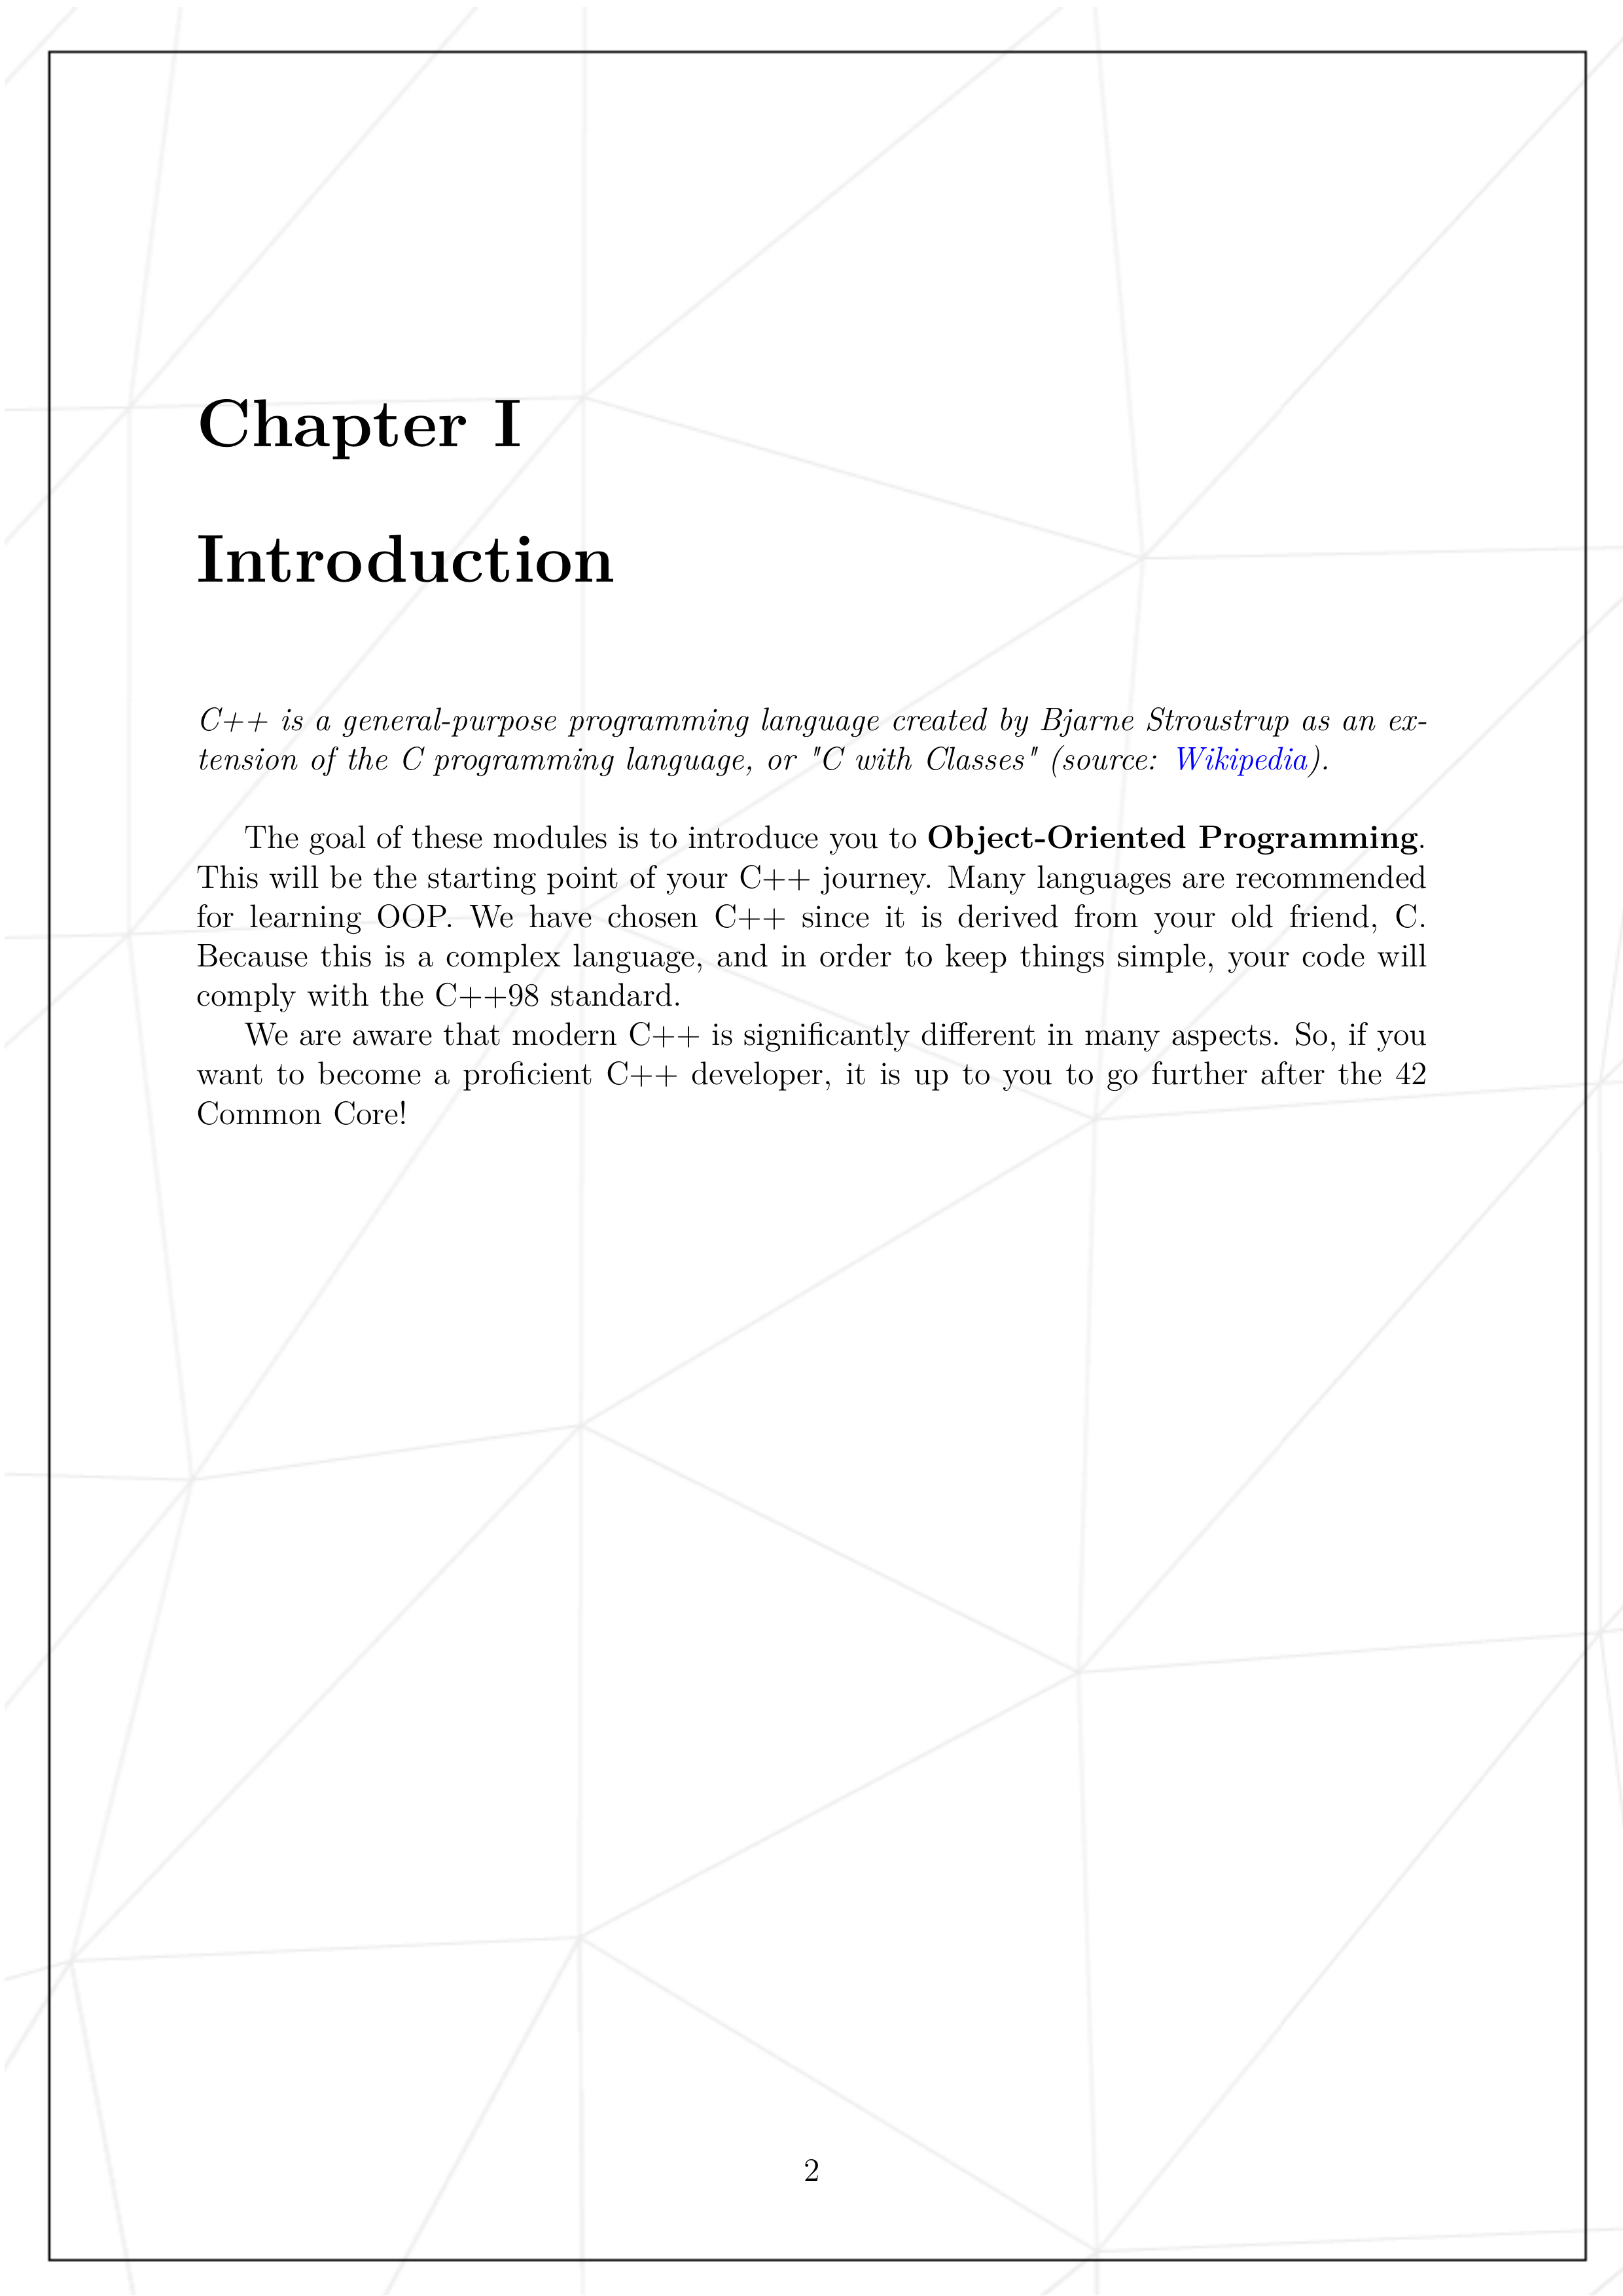 Chapter I
Introduction
C++ is a general-purpose programming language created by Bjarne Stroustrup as an ex-
tension of the C programming language, or "C with Classes" (source: Wikipedia).
The goal of these modules is to introduce you to Object-Oriented Programming.
This will be the starting point of your C++ journey. Many languages are recommended
for learning OOP. We have chosen C++ since it is derived from your old friend, C.
Because this is a complex language, and in order to keep things simple, your code will
comply with the C++98 standard.
We are aware that modern C++ is significantly different in many aspects. So, if you
want to become a proficient C++ developer, it is up to you to go further after the 42
Common Core!
2